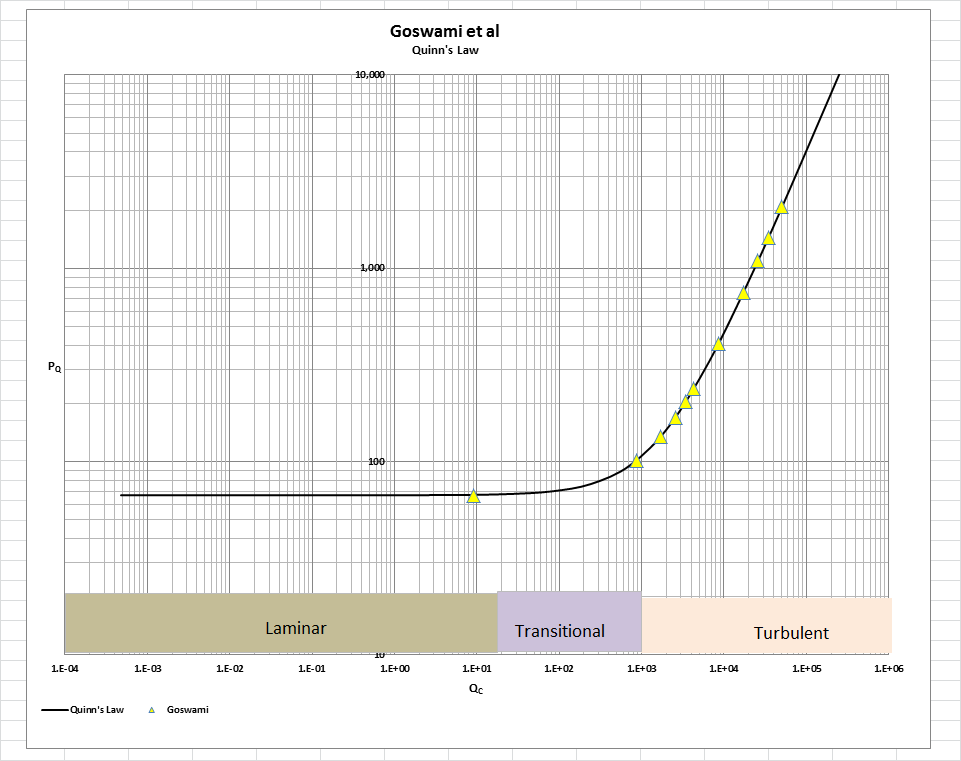 Goswami et al
Quinn's Law
10,000
1,000
PQ
100
Laminar
Transitional
Turbulent
10
1.E-04 1.E-03 1.E-02 1.E-01 1.E+00 1.E+01 1.E+02 1.E+03 1.E+04 1.E+05 1.E+06
QC
Quinn's Law Goswami